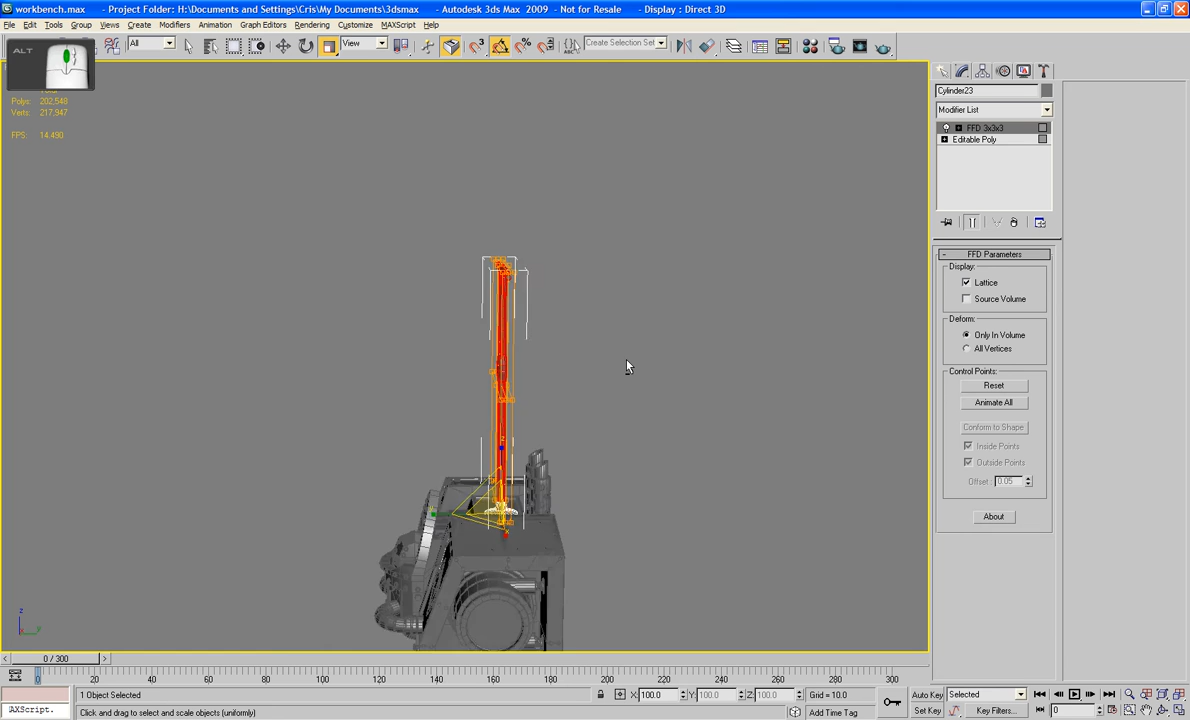 workbench.max - Project Folder: H:\Documents and Settings\Cris\My Documents\3dsmax - Autodesk 3ds Max 2009 - Not for Resale - Display : Direct 3D
File Edit Tools Group Views Create Modifiers Animation Graph Editors Rendering Customize MAXScript Help
ALT
All
View
Create Selection Set
Polys: 202,548
Verts: 217,947
FPS: 14.490
Cylinder23
Modifier List
FFD 3x3x3
Editable Poly
- FFD Parameters
Display:
Lattice
Source Volume
Deform:
Only In Volume
All Vertices
Control Points:
Reset
Animate All
Conform to Shape
Inside Points
Outside Points
Offset : 0.05
About
z
y
0 / 300
0 20 40 60 80 100 120 140 160 180 200 220 240 260 280 300
1 Object Selected
X: 100.0 Y: 100.0 Z: 100.0
Grid = 10.0
Auto Key Selected
AXScript.
Click and drag to select and scale objects (uniformly)
Add Time Tag
Set Key Key Filters...
0